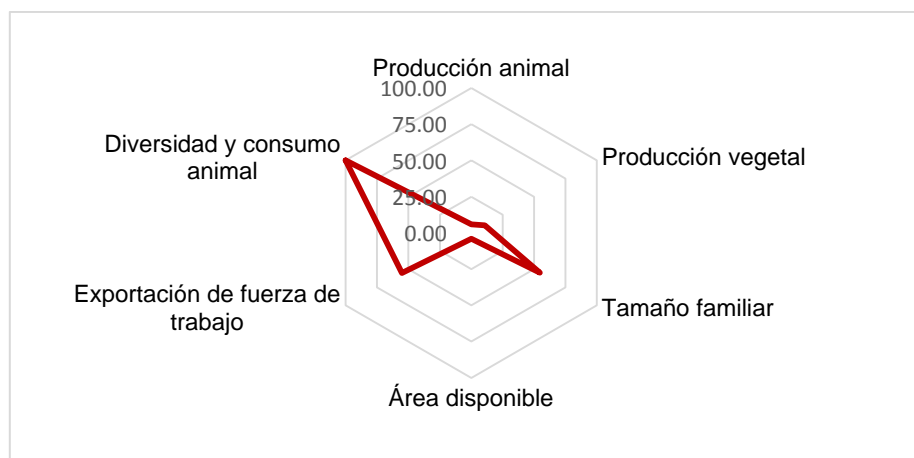 Producción animal
100.00
75.00
50.00
25.00
0.00
Producción vegetal
Tamaño familiar
Área disponible
Exportación de fuerza de
trabajo
Diversidad y consumo
animal